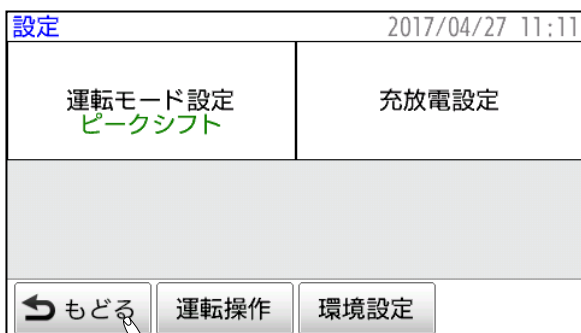 設定 2017/04/27 11:11
運転モード設定 充放電設定
ピークシフト
もどる 運転操作 環境設定